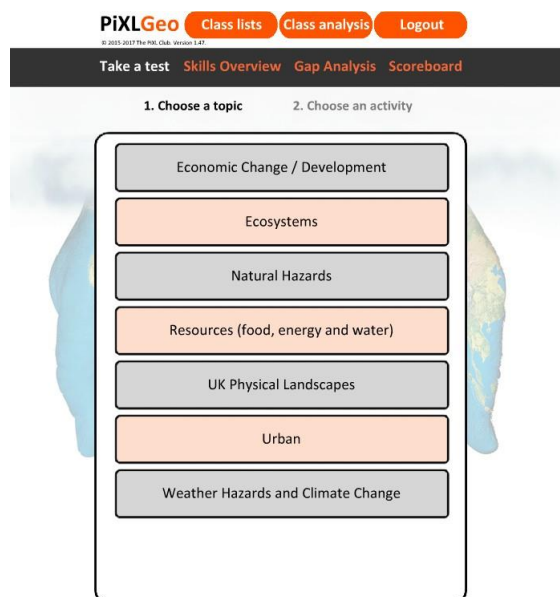 PiXLGeo Class lists Class analysis Logout
© 2015-2017 The PiXL Club. Version 1.47.
Take a test Skills Overview Gap Analysis Scoreboard
1. Choose a topic 2. Choose an activity
Economic Change / Development
Ecosystems
Natural Hazards
Resources (food, energy and water)
UK Physical Landscapes
Urban
Weather Hazards and Climate Change